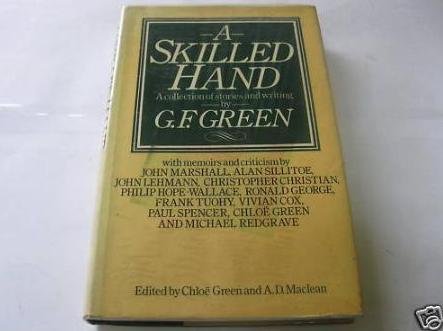 A
SKILLED
HAND
A collection of stories and writing
by
G.F. GREEN
with memoirs and criticism by
JOHN MARSHALL, ALAN SILLITOE,
JOHN LEHMANN, CHRISTOPHER CHRISTIAN,
PHILIP HOPE-WALLACE, RONALD GEORGE,
FRANK TUOHY, VIVIAN COX,
PAUL SPENCER, CHLOË GREEN
AND MICHAEL REDGRAVE
Edited by Chloë Green and A.D. Maclean